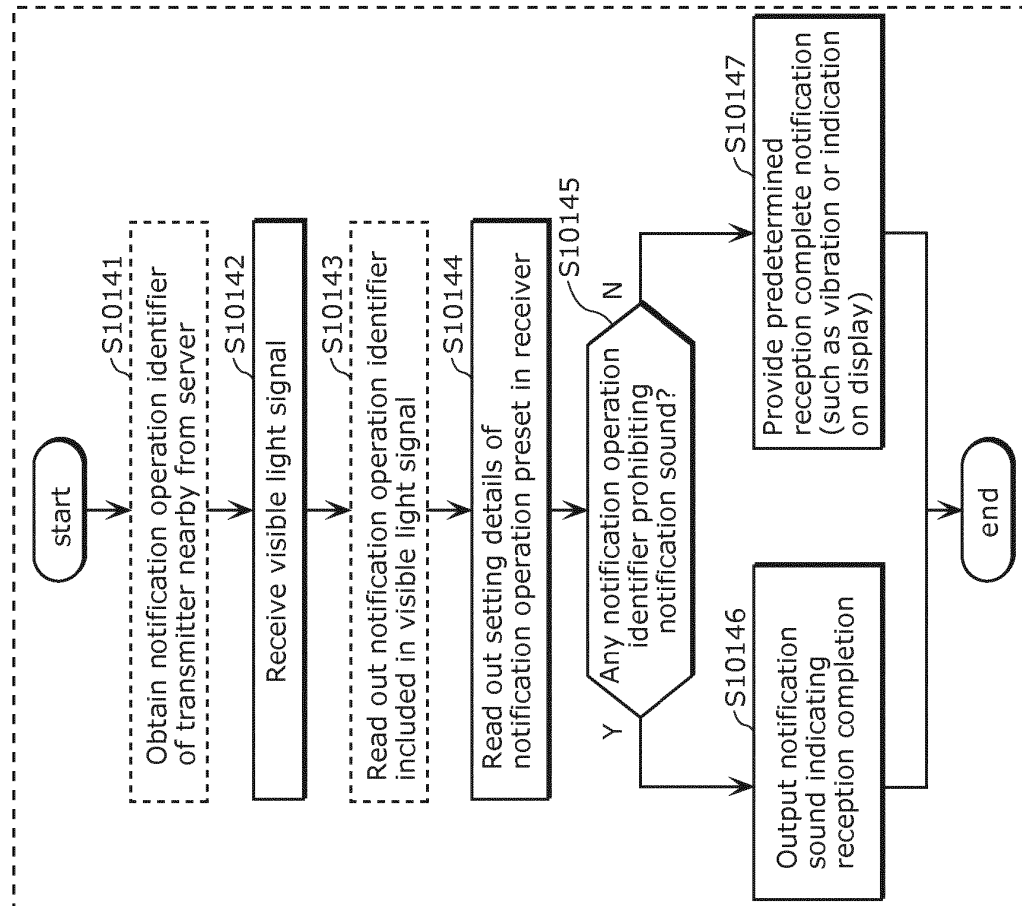 start
S10141
Obtain notification operation identifier
of transmitter nearby from server
S10142
Receive visible light signal
S10143
Read out notification operation identifier
included in visible light signal
S10144
Read out setting details of
notification operation preset in receiver
S10145
Any notification operation
identifier prohibiting
notification sound?
Y
N
S10146
Output notification
sound indicating
reception completion
S10147
Provide predetermined
reception complete notification
(such as vibration or indication
on display)
end